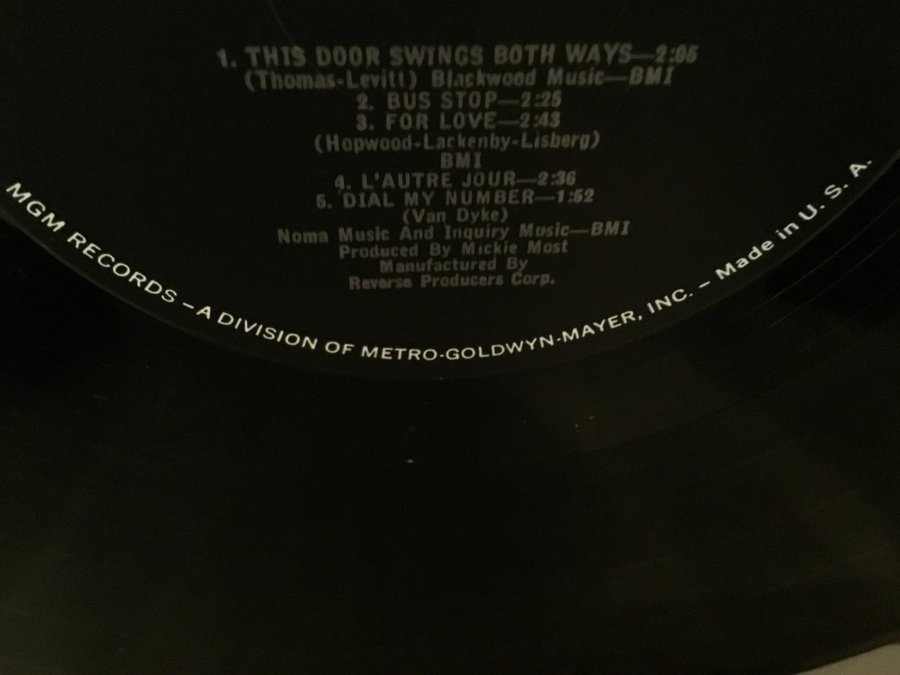 1. THIS DOOR SWINGS BOTH WAYS—2:05
(Thomas-Levitt) Blackwood Music—BMI
2. BUS STOP—2:25
3. FOR LOVE—2:43
(Hopwood-Lackenby-Lisberg)
BMI
4. L'AUTRE JOUR—2:36
5. DIAL MY NUMBER—1:52
(Van Dyke)
Noma Music And Inquiry Music—BMI
Produced By Mickie Most
Manufactured By
Reverse Producers Corp.
MGM RECORDS – A DIVISION OF METRO-GOLDWYN-MAYER, INC. – Made in U. S. A.